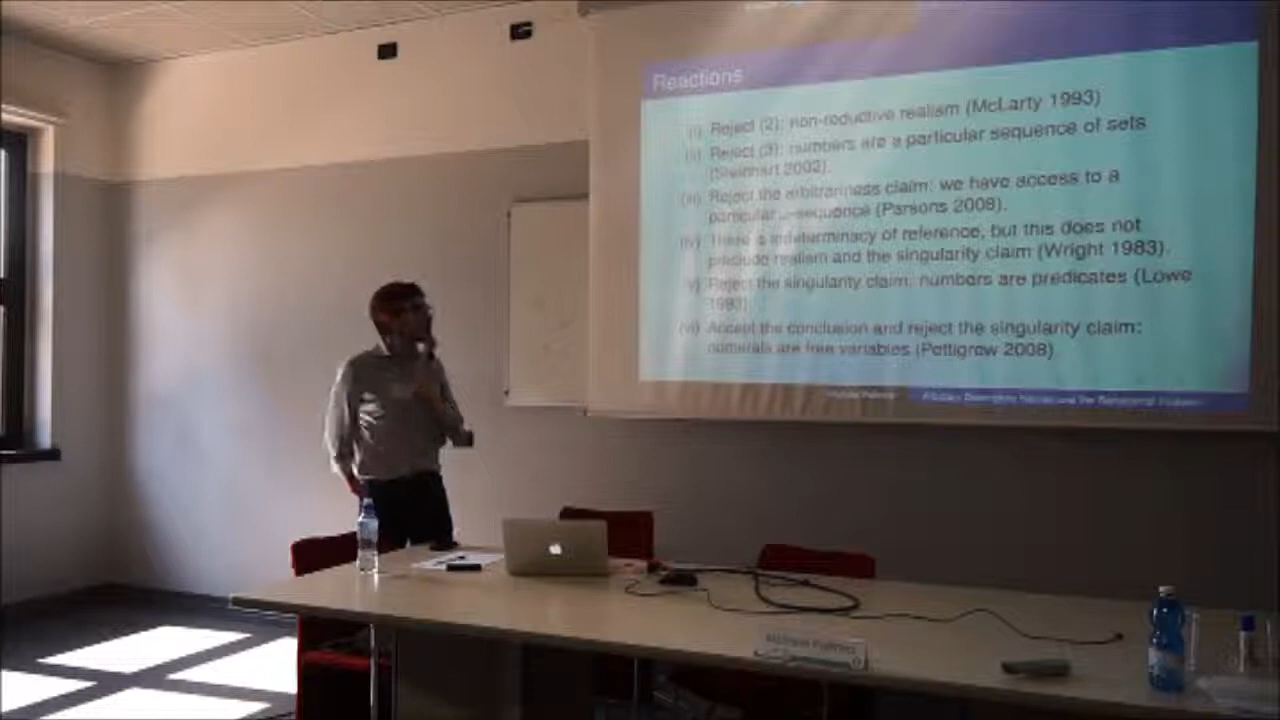 Reactions
(i) Reject (2): non-reductive realism (McLarty 1993)
(ii) Reject (3): numbers are a particular sequence of sets
(Steinhart 2002).
(iii) Reject the arbitrariness claim: we have access to a
particular ω-sequence (Parsons 2008).
(iv) There is indeterminacy of reference, but this does not
preclude realism and the singularity claim (Wright 1983).
(v) Reject the singularity claim: numbers are predicates (Lowe
1993)
(vi) Accept the conclusion and reject the singularity claim:
numerals are free variables (Pettigrew 2008)
and the